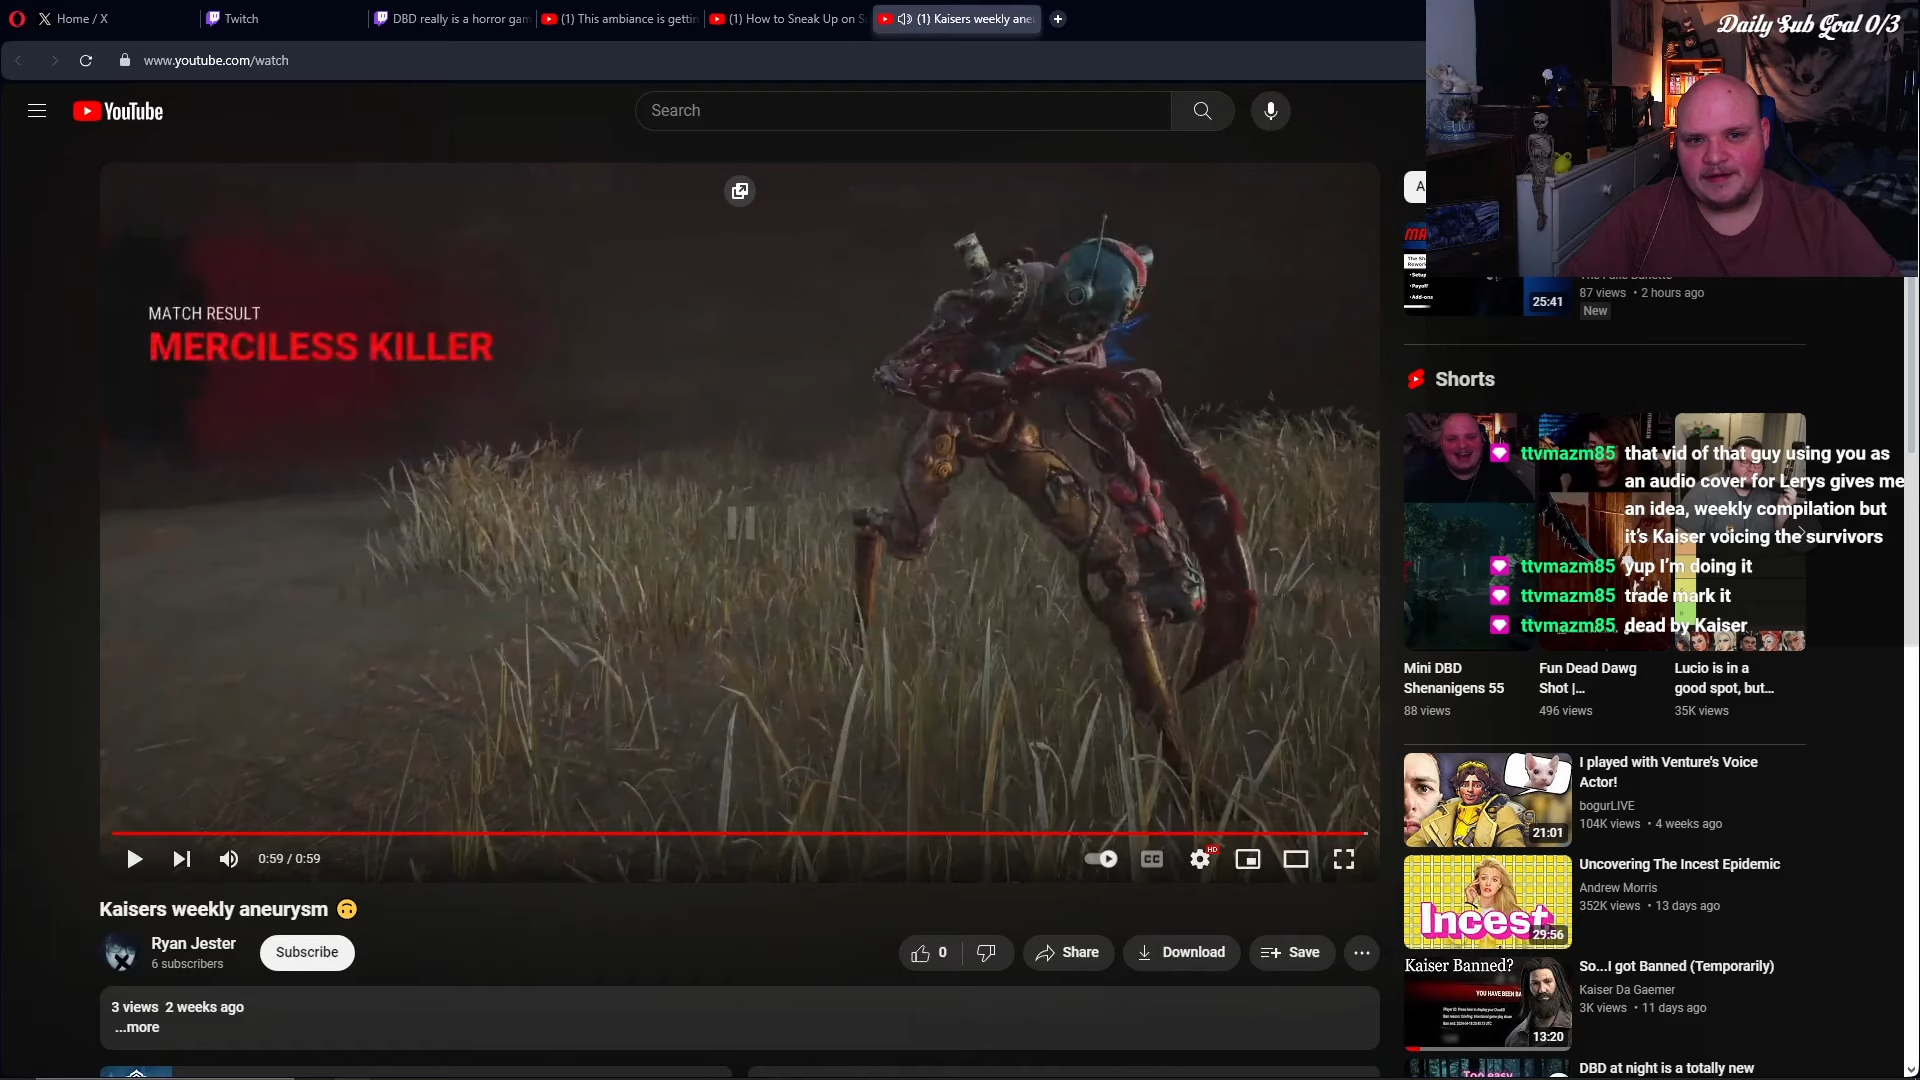 Home / X
Twitch
DBD really is a horror gam
(1) This ambiance is gettin
(1) How to Sneak Up on S
(1) Kaisers weekly aneu
Daily Sub Goal 0/3
www.youtube.com/watch
YouTube
Search
MATCH RESULT
MERCILESS KILLER
A
25:41
87 views • 2 hours ago
New
Shorts
ttvmazm85 that vid of that guy using you as
an audio cover for Lerys gives me
an idea, weekly compilation but
it's Kaiser voicing the survivors
ttvmazm85 yup I'm doing it
ttvmazm85 trade mark it
ttvmazm85 dead by Kaiser
Mini DBD
Shenanigens 55
88 views
Fun Dead Dawg
Shot |...
496 views
Lucio is in a
good spot, but...
35K views
I played with Venture's Voice
Actor!
bogurLIVE
104K views • 4 weeks ago
21:01
Uncovering The Incest Epidemic
Andrew Morris
352K views • 13 days ago
Incest
29:56
Kaiser Banned?
So...I got Banned (Temporarily)
Kaiser Da Gaemer
3K views • 11 days ago
13:20
DBD at night is a totally new
Too easy
0:59 / 0:59
CC
HD
Kaisers weekly aneurysm 🙃
Ryan Jester
6 subscribers
Subscribe
0
Share
Download
Save
3 views 2 weeks ago
...more